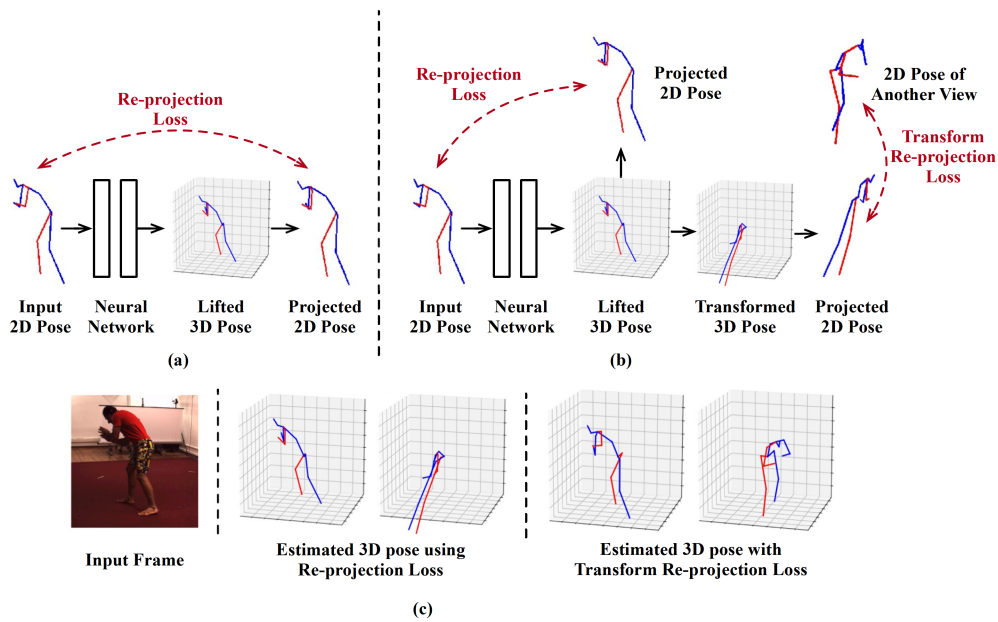 Re-projection
Loss
Input
2D Pose
Neural
Network
Lifted
3D Pose
Projected
2D Pose
(a)
Re-projection
Loss
Projected
2D Pose
2D Pose of
Another View
Transform
Re-projection
Loss
Input
2D Pose
Neural
Network
Lifted
3D Pose
Transformed
3D Pose
Projected
2D Pose
(b)
Input Frame
Estimated 3D pose using
Re-projection Loss
Estimated 3D pose with
Transform Re-projection Loss
(c)